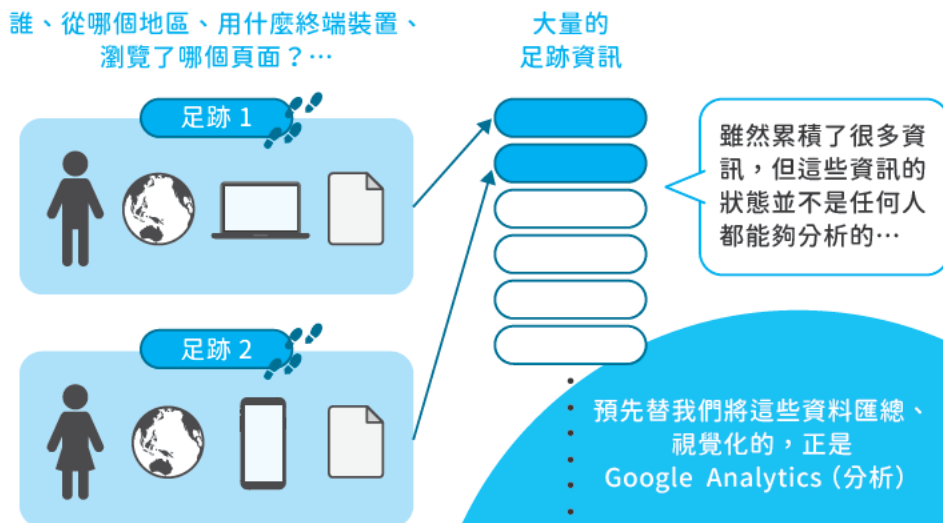 誰、從哪個地區、用什麼終端裝置、
瀏覽了哪個頁面？…
大量的
足跡資訊
足跡 1
雖然累積了很多資
訊，但這些資訊的
狀態並不是任何人
都能夠分析的…
足跡 2
預先替我們將這些資料匯總、
視覺化的，正是
Google Analytics（分析）